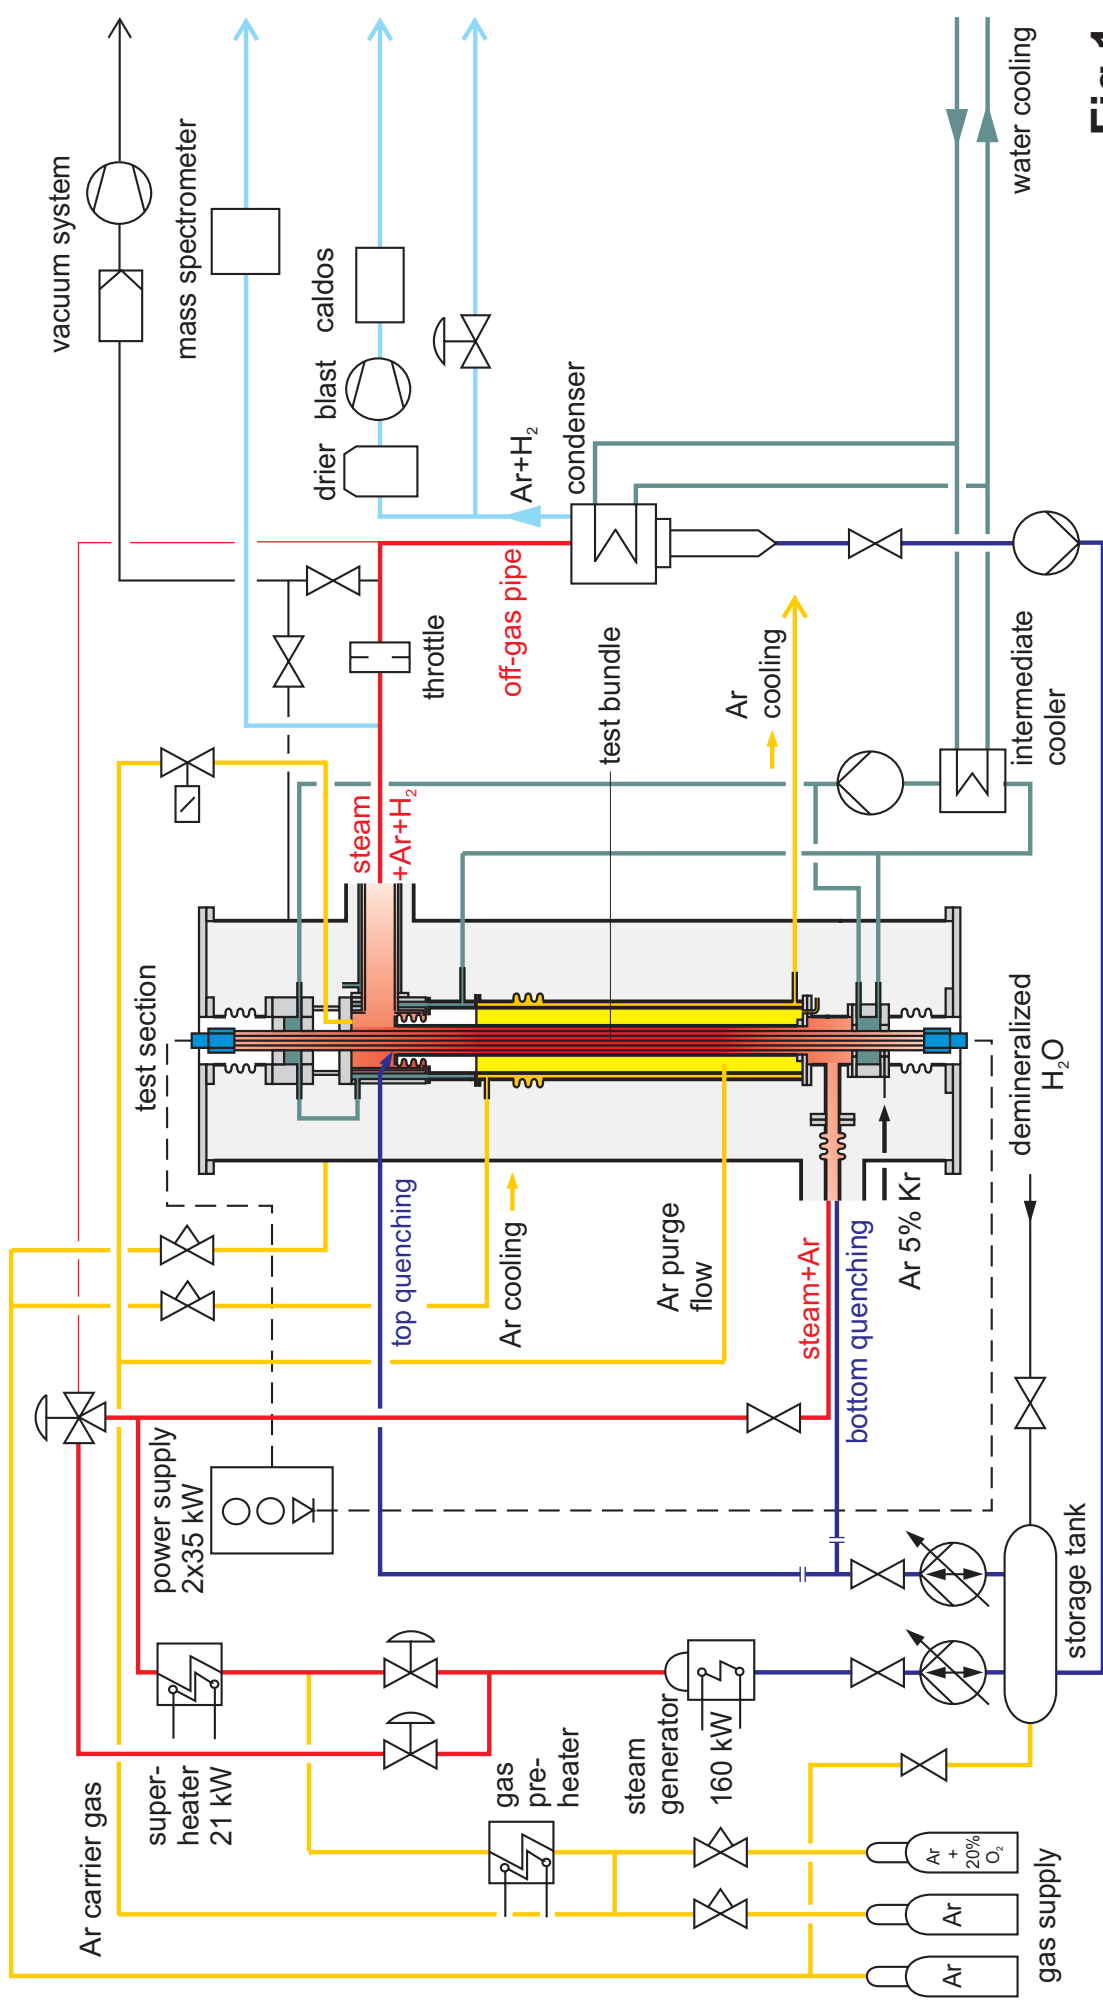 Ar carrier gas
super-
heater
21 kW
power supply
2x35 kW
test section
vacuum system
mass spectrometer
drier
blast
caldos
gas
pre-
heater
top quenching
Ar cooling
steam
+Ar+H₂
throttle
off-gas pipe
Ar+H₂
condenser
steam
generator
160 kW
Ar purge
flow
test bundle
Ar
cooling
steam+Ar
bottom quenching
Ar 5% Kr
intermediate
cooler
water cooling
demineralized
H₂O
storage tank
Ar
Ar
Ar
+
20%
O₂
gas supply
Fig 1